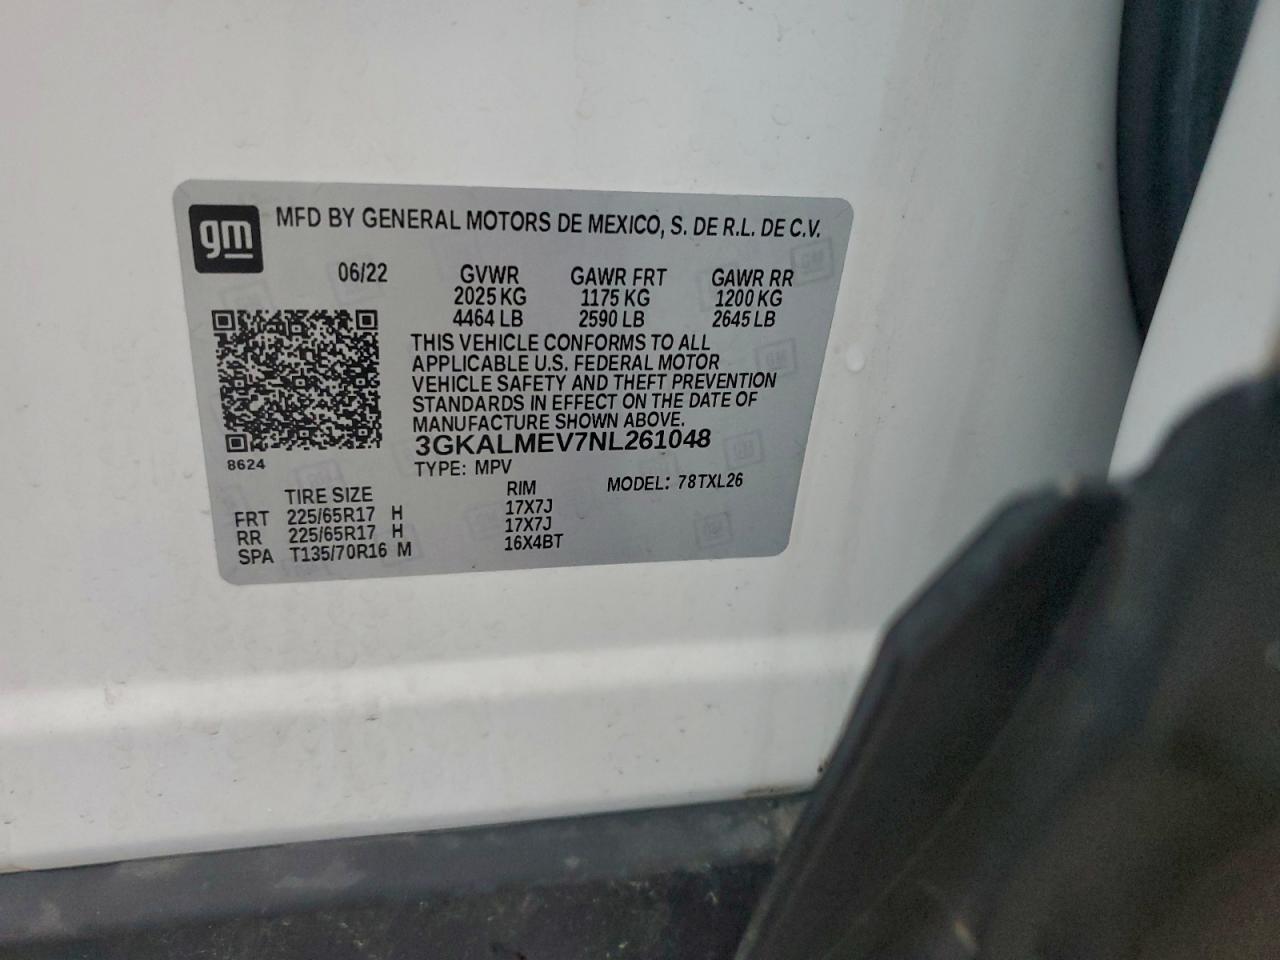 gm MFD BY GENERAL MOTORS DE MEXICO, S. DE R.L. DE C.V.
06/22 GVWR GAWR FRT GAWR RR
2025 KG 1175 KG 1200 KG
4464 LB 2590 LB 2645 LB
THIS VEHICLE CONFORMS TO ALL
APPLICABLE U.S. FEDERAL MOTOR
VEHICLE SAFETY AND THEFT PREVENTION
STANDARDS IN EFFECT ON THE DATE OF
MANUFACTURE SHOWN ABOVE.
3GKALMEV7NL261048
8624
TYPE: MPV MODEL: 78TXL26
TIRE SIZE RIM
FRT 225/65R17 H 17X7J
RR 225/65R17 H 17X7J
SPA T135/70R16 M 16X4BT